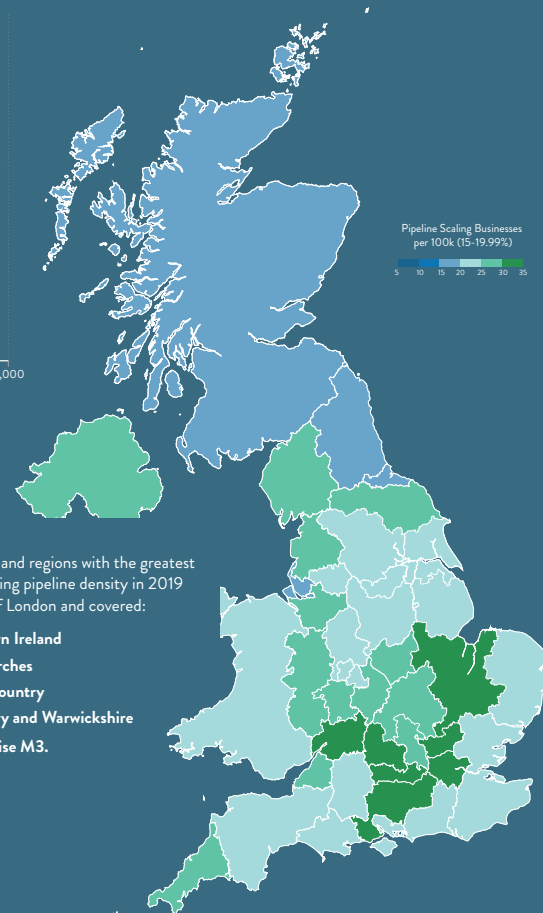 Pipeline Scaling Businesses
per 100k (15-19.99%)
5 10 15 20 25 30 35
,000
and regions with the greatest
ing pipeline density in 2019
f London and covered:
n Ireland
rches
ountry
ry and Warwickshire
ise M3.